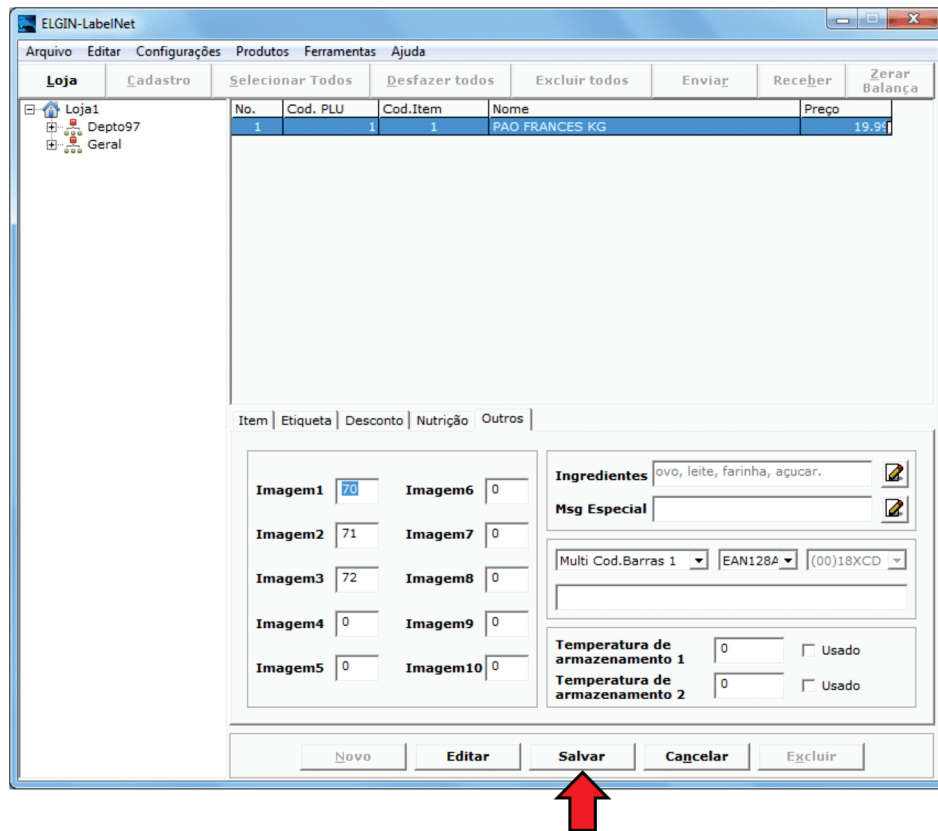 ELGIN-LabelNet
Arquivo Editar Configurações Produtos Ferramentas Ajuda
Loja Cadastro Selecionar Todos Desfazer todos Excluir todos Enviar Receber Zerar Balança
Loja1
Depto97
Geral
No. Cod. PLU Cod.Item Nome Preço
1 1 1 PAO FRANCES KG 19.99
Item Etiqueta Desconto Nutrição Outros
Imagem1 70 Imagem6 0
Imagem2 71 Imagem7 0
Imagem3 72 Imagem8 0
Imagem4 0 Imagem9 0
Imagem5 0 Imagem10 0
Ingredientes ovo, leite, farinha, açucar.
Msg Especial
Multi Cod.Barras 1 EAN128A (00)18XCD
Temperatura de armazenamento 1 0 Usado
Temperatura de armazenamento 2 0 Usado
Novo Editar Salvar Cancelar Excluir